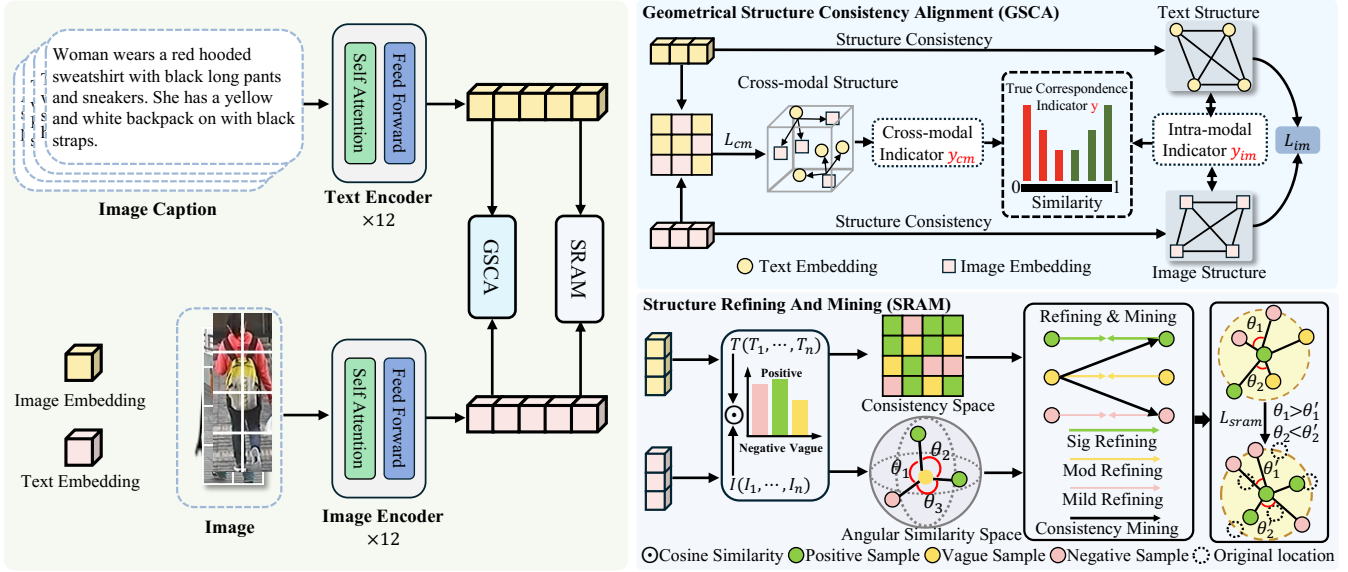 Woman wears a red hooded
sweatshirt with black long pants
and sneakers. She has a yellow
and white backpack on with black
straps.
Image Caption
Self Attention
Feed Forward
Text Encoder
×12
GSCA
SRAM
Image Embedding
Text Embedding
Image
Self Attention
Feed Forward
Image Encoder
×12
Geometrical Structure Consistency Alignment (GSCA)
Text Structure
Structure Consistency
Cross-modal Structure
L_cm
Cross-modal
Indicator y_cm
True Correspondence
Indicator y
0
1
Similarity
Intra-modal
Indicator y_im
L_im
Structure Consistency
Text Embedding
Image Embedding
Image Structure
Structure Refining And Mining (SRAM)
T(T_1, ⋯, T_n)
Positive
Negative Vague
I(I_1, ⋯, I_n)
Consistency Space
θ_1
θ_2
θ_3
Angular Similarity Space
Refining & Mining
Sig Refining
Mod Refining
Mild Refining
Consistency Mining
θ_1
θ_2
L_sram
θ_1>θ_1′
θ_2<θ_2′
θ_1′
θ_2′
Cosine Similarity
Positive Sample
Vague Sample
Negative Sample
Original location